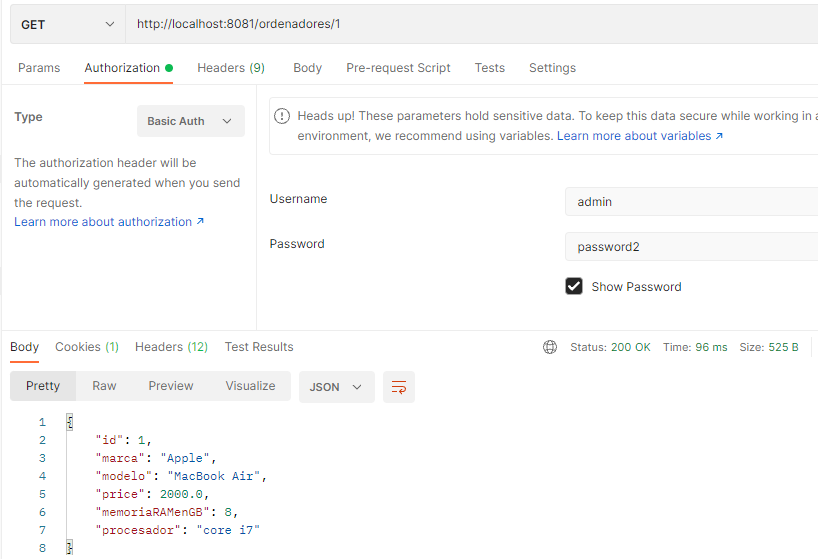 GET http://localhost:8081/ordenadores/1
Params Authorization Headers (9) Body Pre-request Script Tests Settings
Type Basic Auth
The authorization header will be
automatically generated when you send
the request.
Learn more about authorization ↗
Heads up! These parameters hold sensitive data. To keep this data secure while working in a
environment, we recommend using variables. Learn more about variables ↗
Username admin
Password password2
Show Password
Body Cookies (1) Headers (12) Test Results Status: 200 OK Time: 96 ms Size: 525 B
Pretty Raw Preview Visualize JSON
1 {
2 "id": 1,
3 "marca": "Apple",
4 "modelo": "MacBook Air",
5 "price": 2000.0,
6 "memoriaRAMenGB": 8,
7 "procesador": "core i7"
8 }